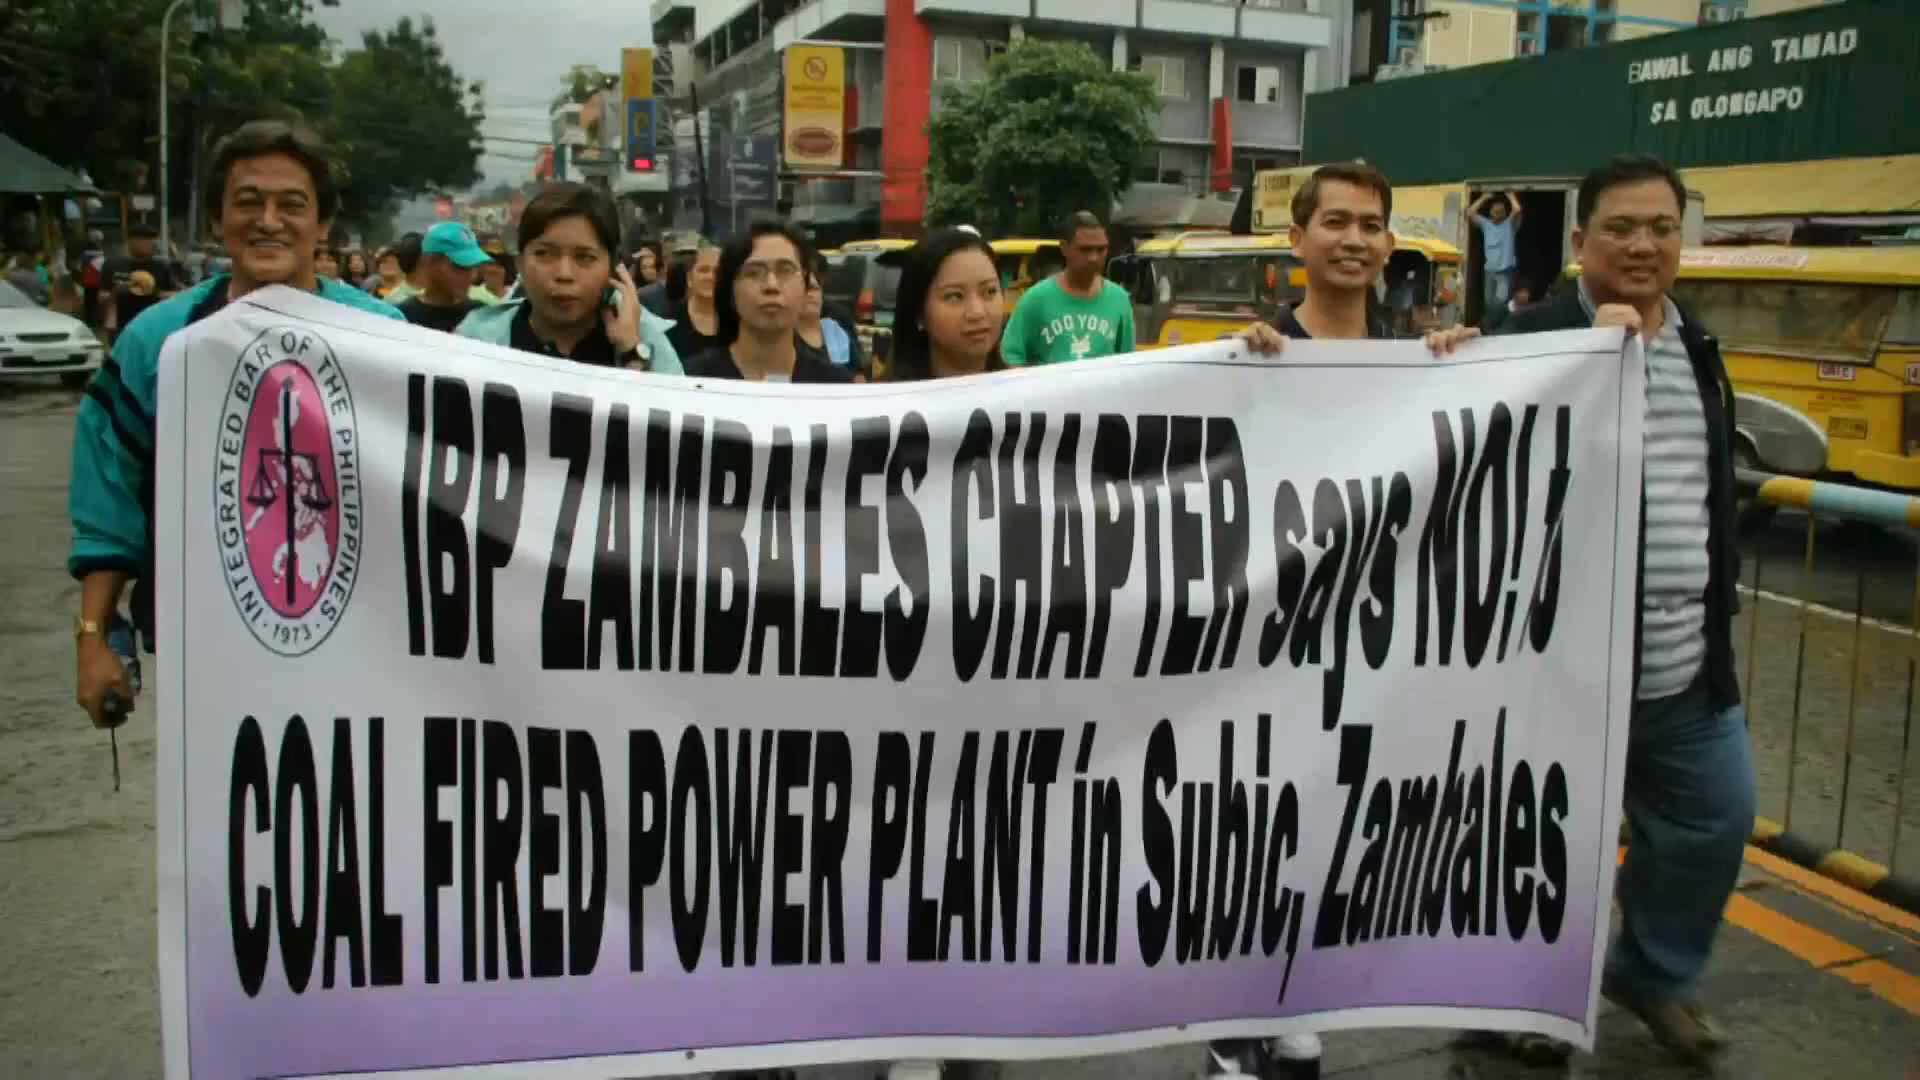 BAWAL ANG TAMAD
SA OLONGAPO
ZOO YORK
INTEGRATED BAR OF THE PHILIPPINES
1973
IBP ZAMBALES CHAPTER says NO! t
COAL FIRED POWER PLANT in Subic, Zambales